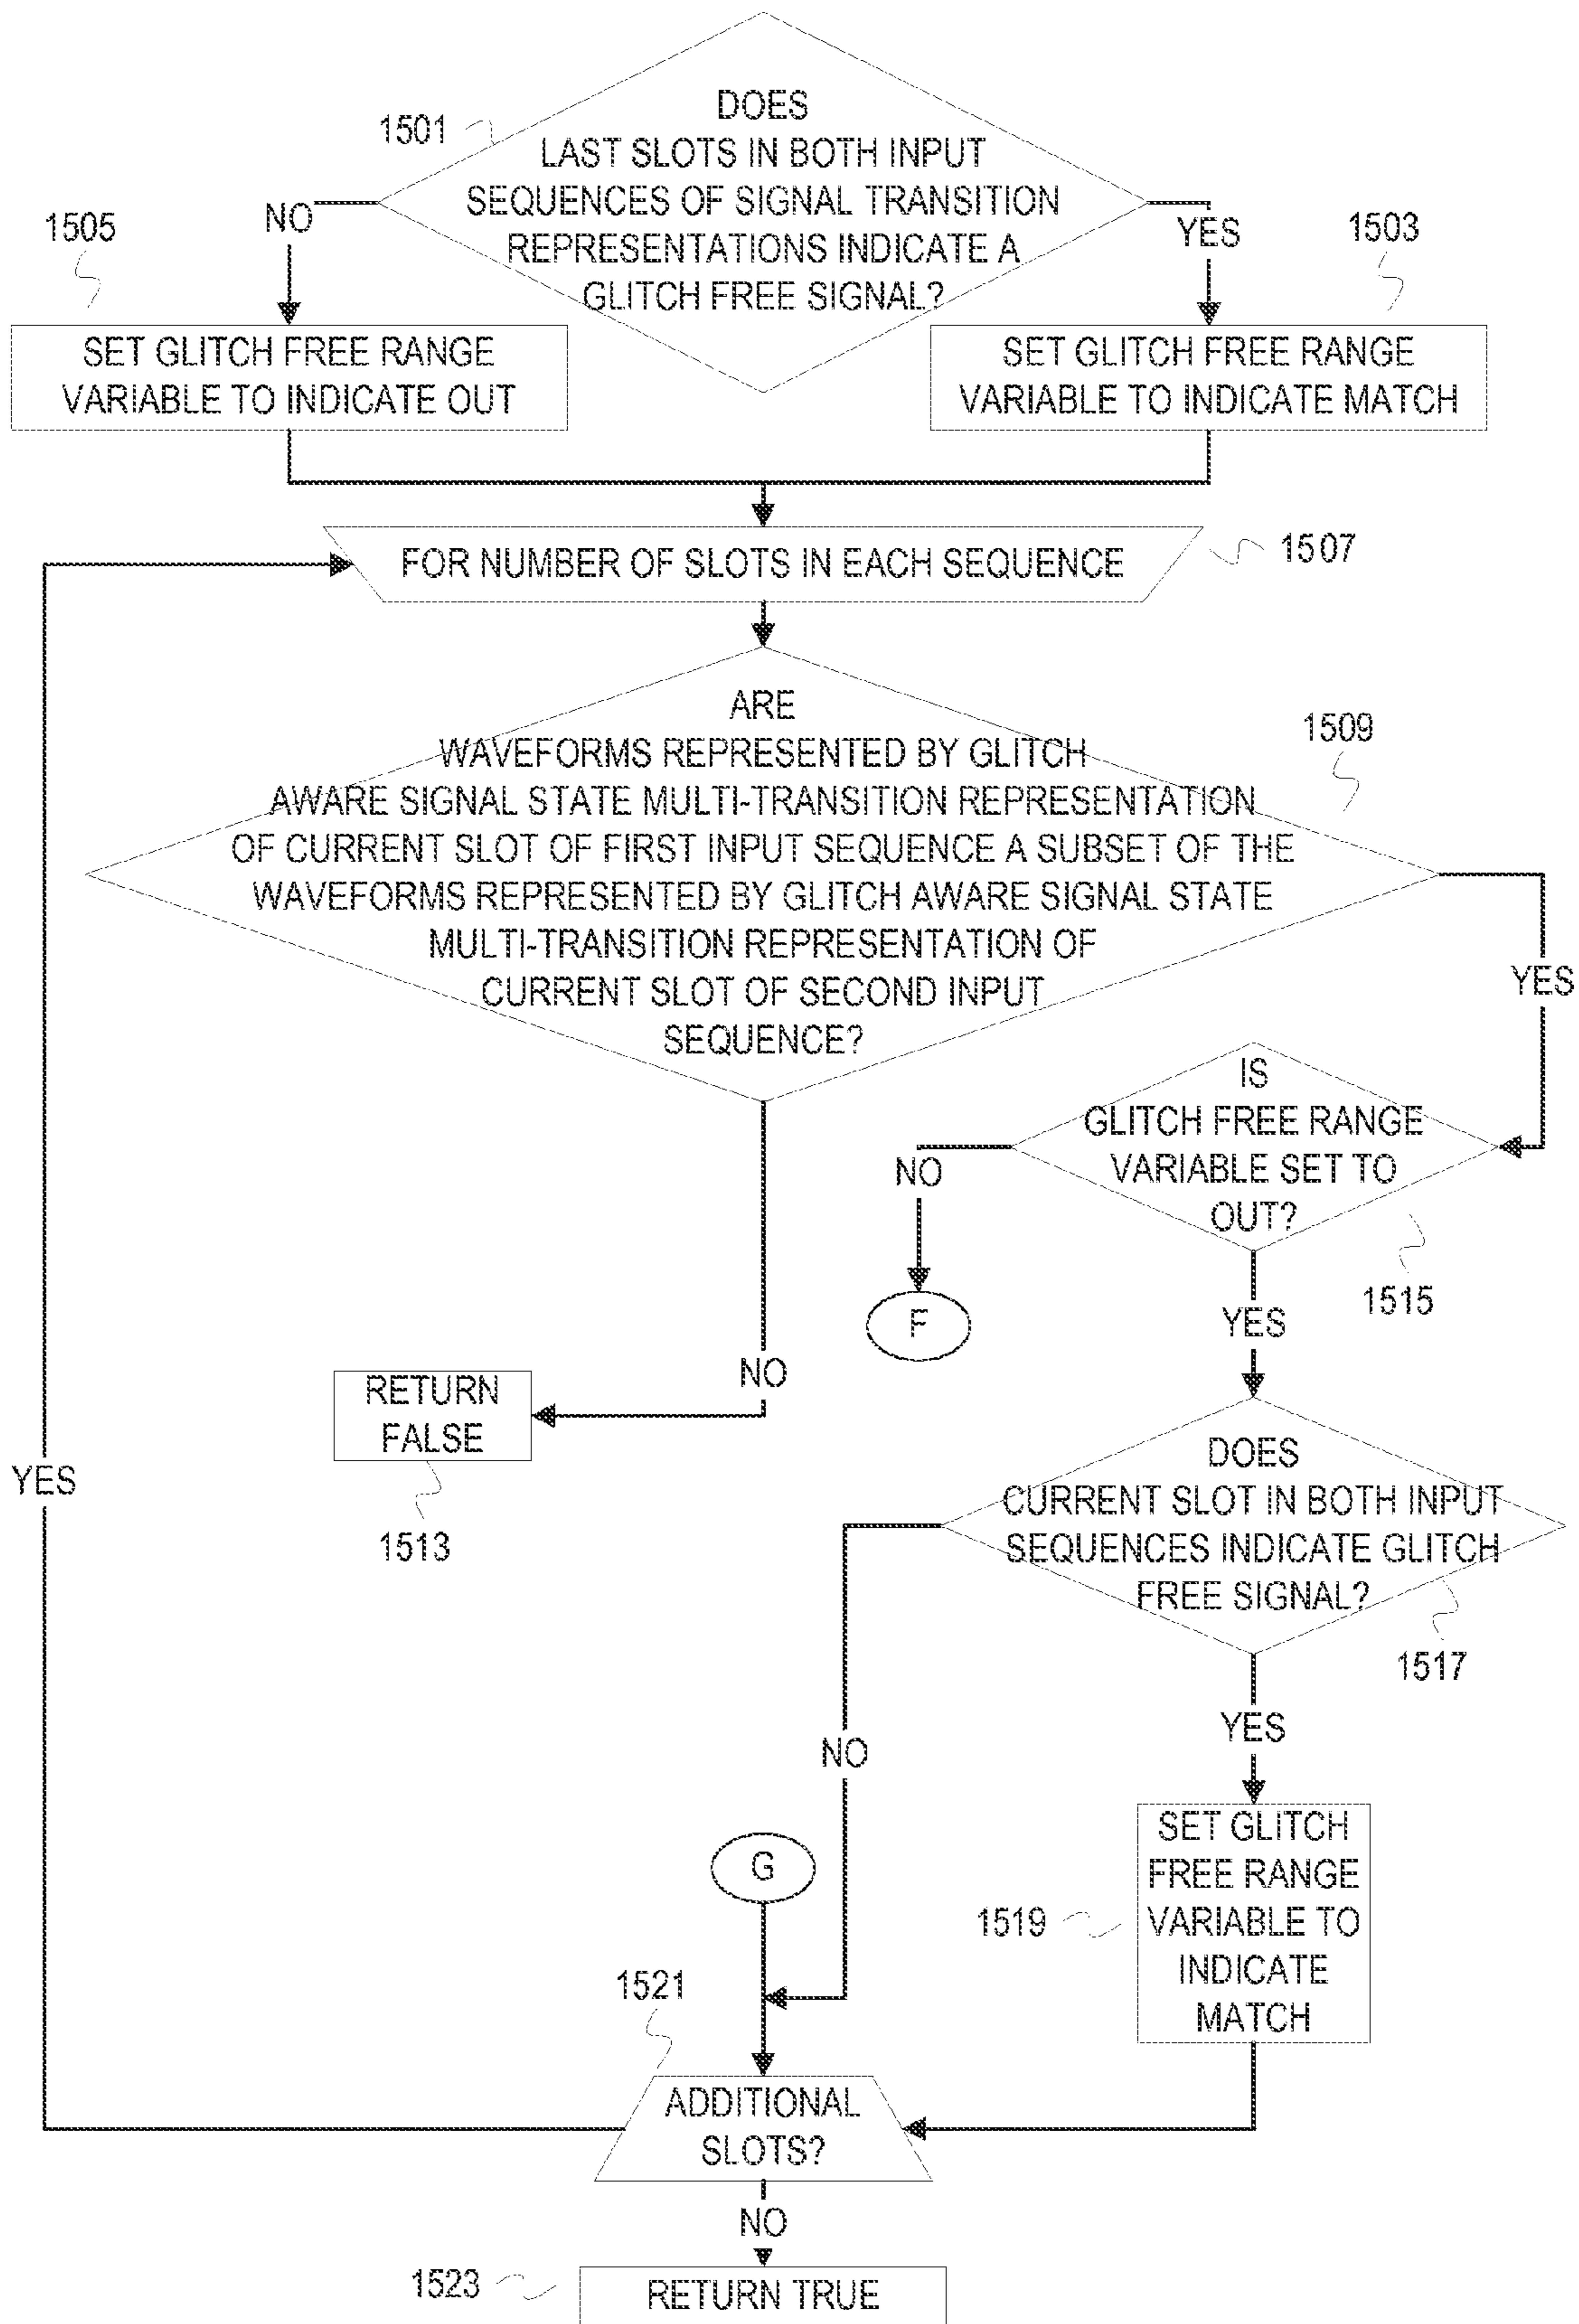 DOES
LAST SLOTS IN BOTH INPUT
SEQUENCES OF SIGNAL TRANSITION
REPRESENTATIONS INDICATE A
GLITCH FREE SIGNAL?
1501
NO
YES
1505
1503
SET GLITCH FREE RANGE
VARIABLE TO INDICATE OUT
SET GLITCH FREE RANGE
VARIABLE TO INDICATE MATCH
FOR NUMBER OF SLOTS IN EACH SEQUENCE
1507
ARE
WAVEFORMS REPRESENTED BY GLITCH
AWARE SIGNAL STATE MULTI-TRANSITION REPRESENTATION
OF CURRENT SLOT OF FIRST INPUT SEQUENCE A SUBSET OF THE
WAVEFORMS REPRESENTED BY GLITCH AWARE SIGNAL STATE
MULTI-TRANSITION REPRESENTATION OF
CURRENT SLOT OF SECOND INPUT
SEQUENCE?
1509
YES
IS
GLITCH FREE RANGE
VARIABLE SET TO
OUT?
1515
NO
F
YES
NO
RETURN
FALSE
1513
YES
DOES
CURRENT SLOT IN BOTH INPUT
SEQUENCES INDICATE GLITCH
FREE SIGNAL?
1517
YES
NO
SET GLITCH
FREE RANGE
VARIABLE TO
INDICATE
MATCH
1519
G
1521
ADDITIONAL
SLOTS?
NO
1523
RETURN TRUE